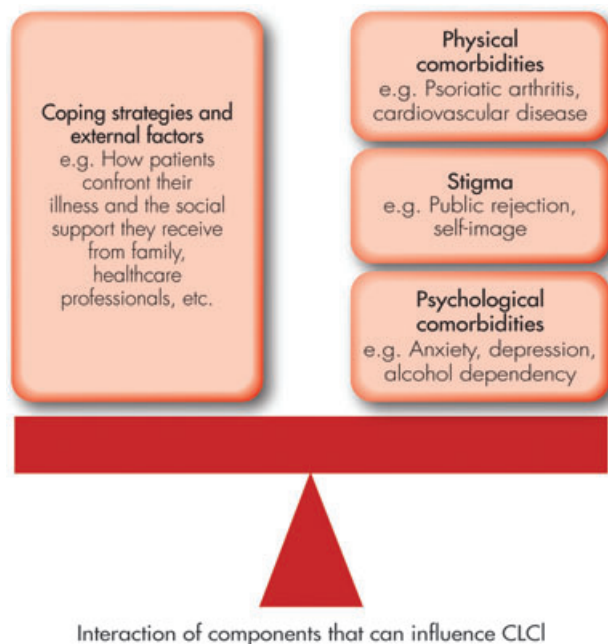 Coping strategies and
external factors
e.g. How patients
confront their
illness and the social
support they receive
from family,
healthcare
professionals, etc.
Physical
comorbidities
e.g. Psoriatic arthritis,
cardiovascular disease
Stigma
e.g. Public rejection,
self-image
Psychological
comorbidities
e.g. Anxiety, depression,
alcohol dependency
Interaction of components that can influence CLCI